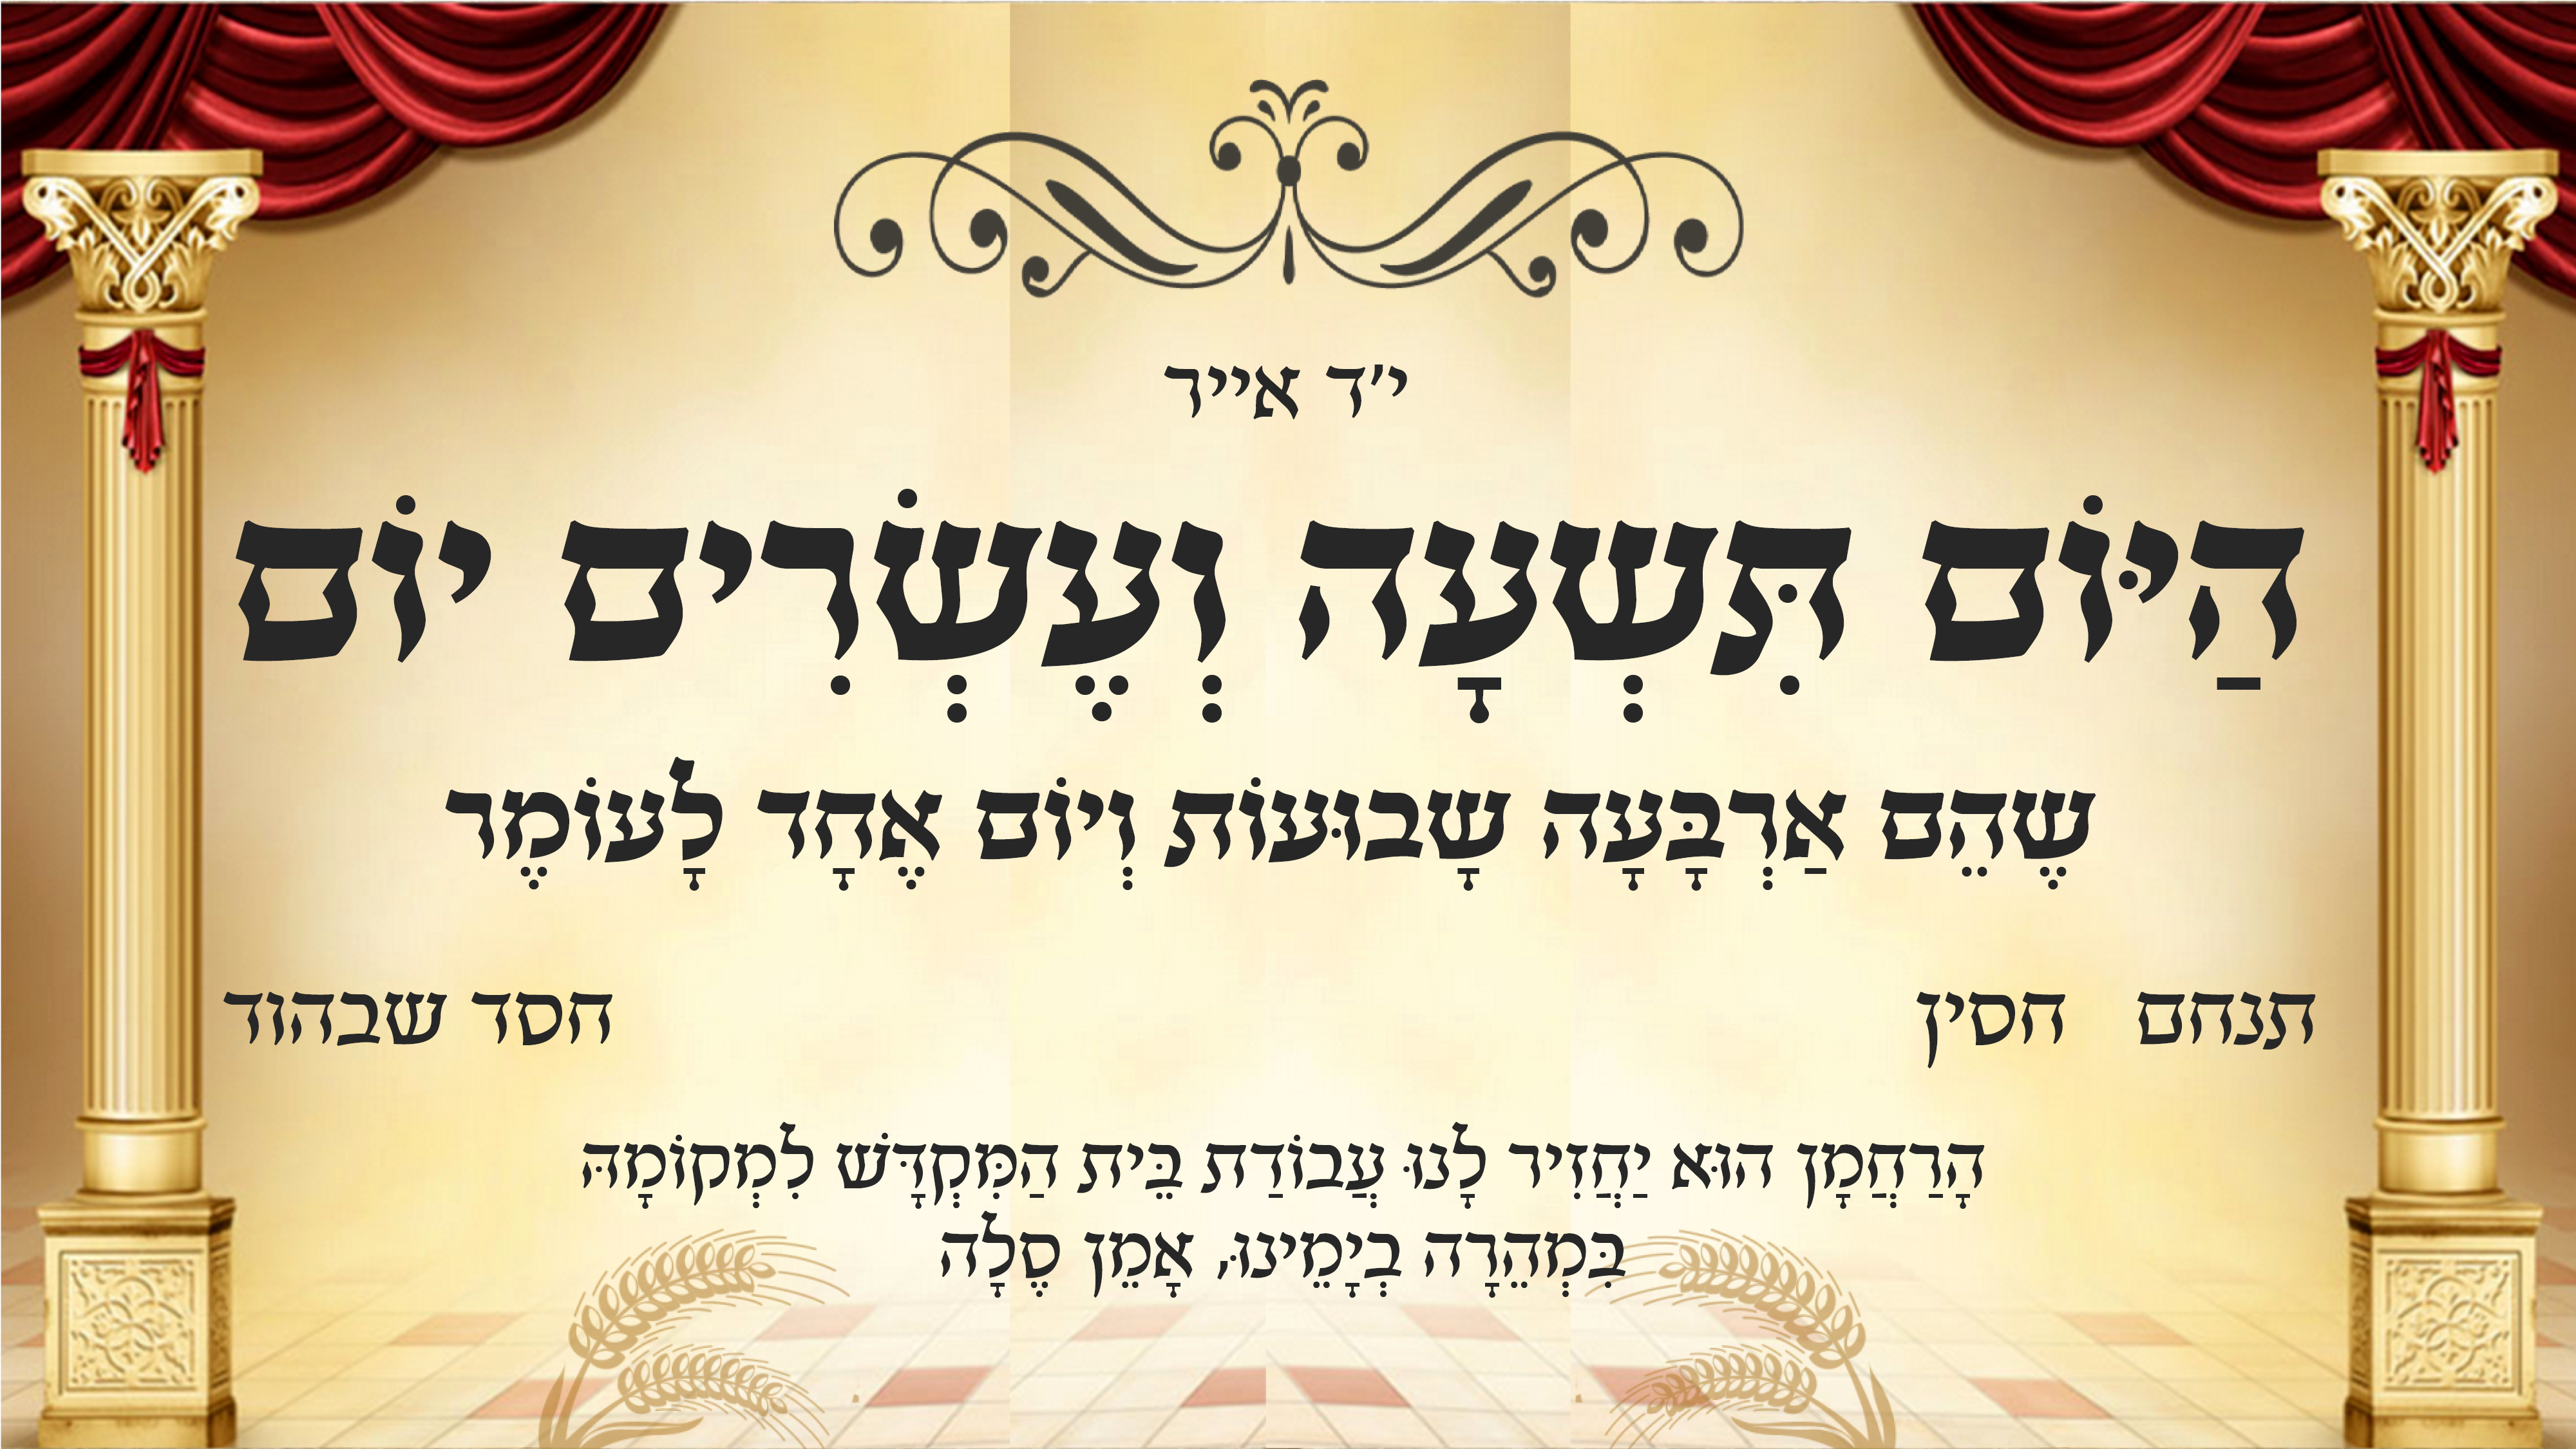 י״ד אייר
הַיּוֹם תִּשְׁעָה וְעֶשְׂרִים יוֹם
שֶׁהֵם אַרְבָּעָה שָׁבוּעוֹת וְיוֹם אֶחָד לָעוֹמֶר
תנחם חסין חסד שבהוד
הָרַחֲמָן הוּא יַחֲזִיר לָנוּ עֲבוֹדַת בֵּית הַמִּקְדָּשׁ לִמְקוֹמָהּ
בִּמְהֵרָה בְיָמֵינוּ, אָמֵן סֶלָה